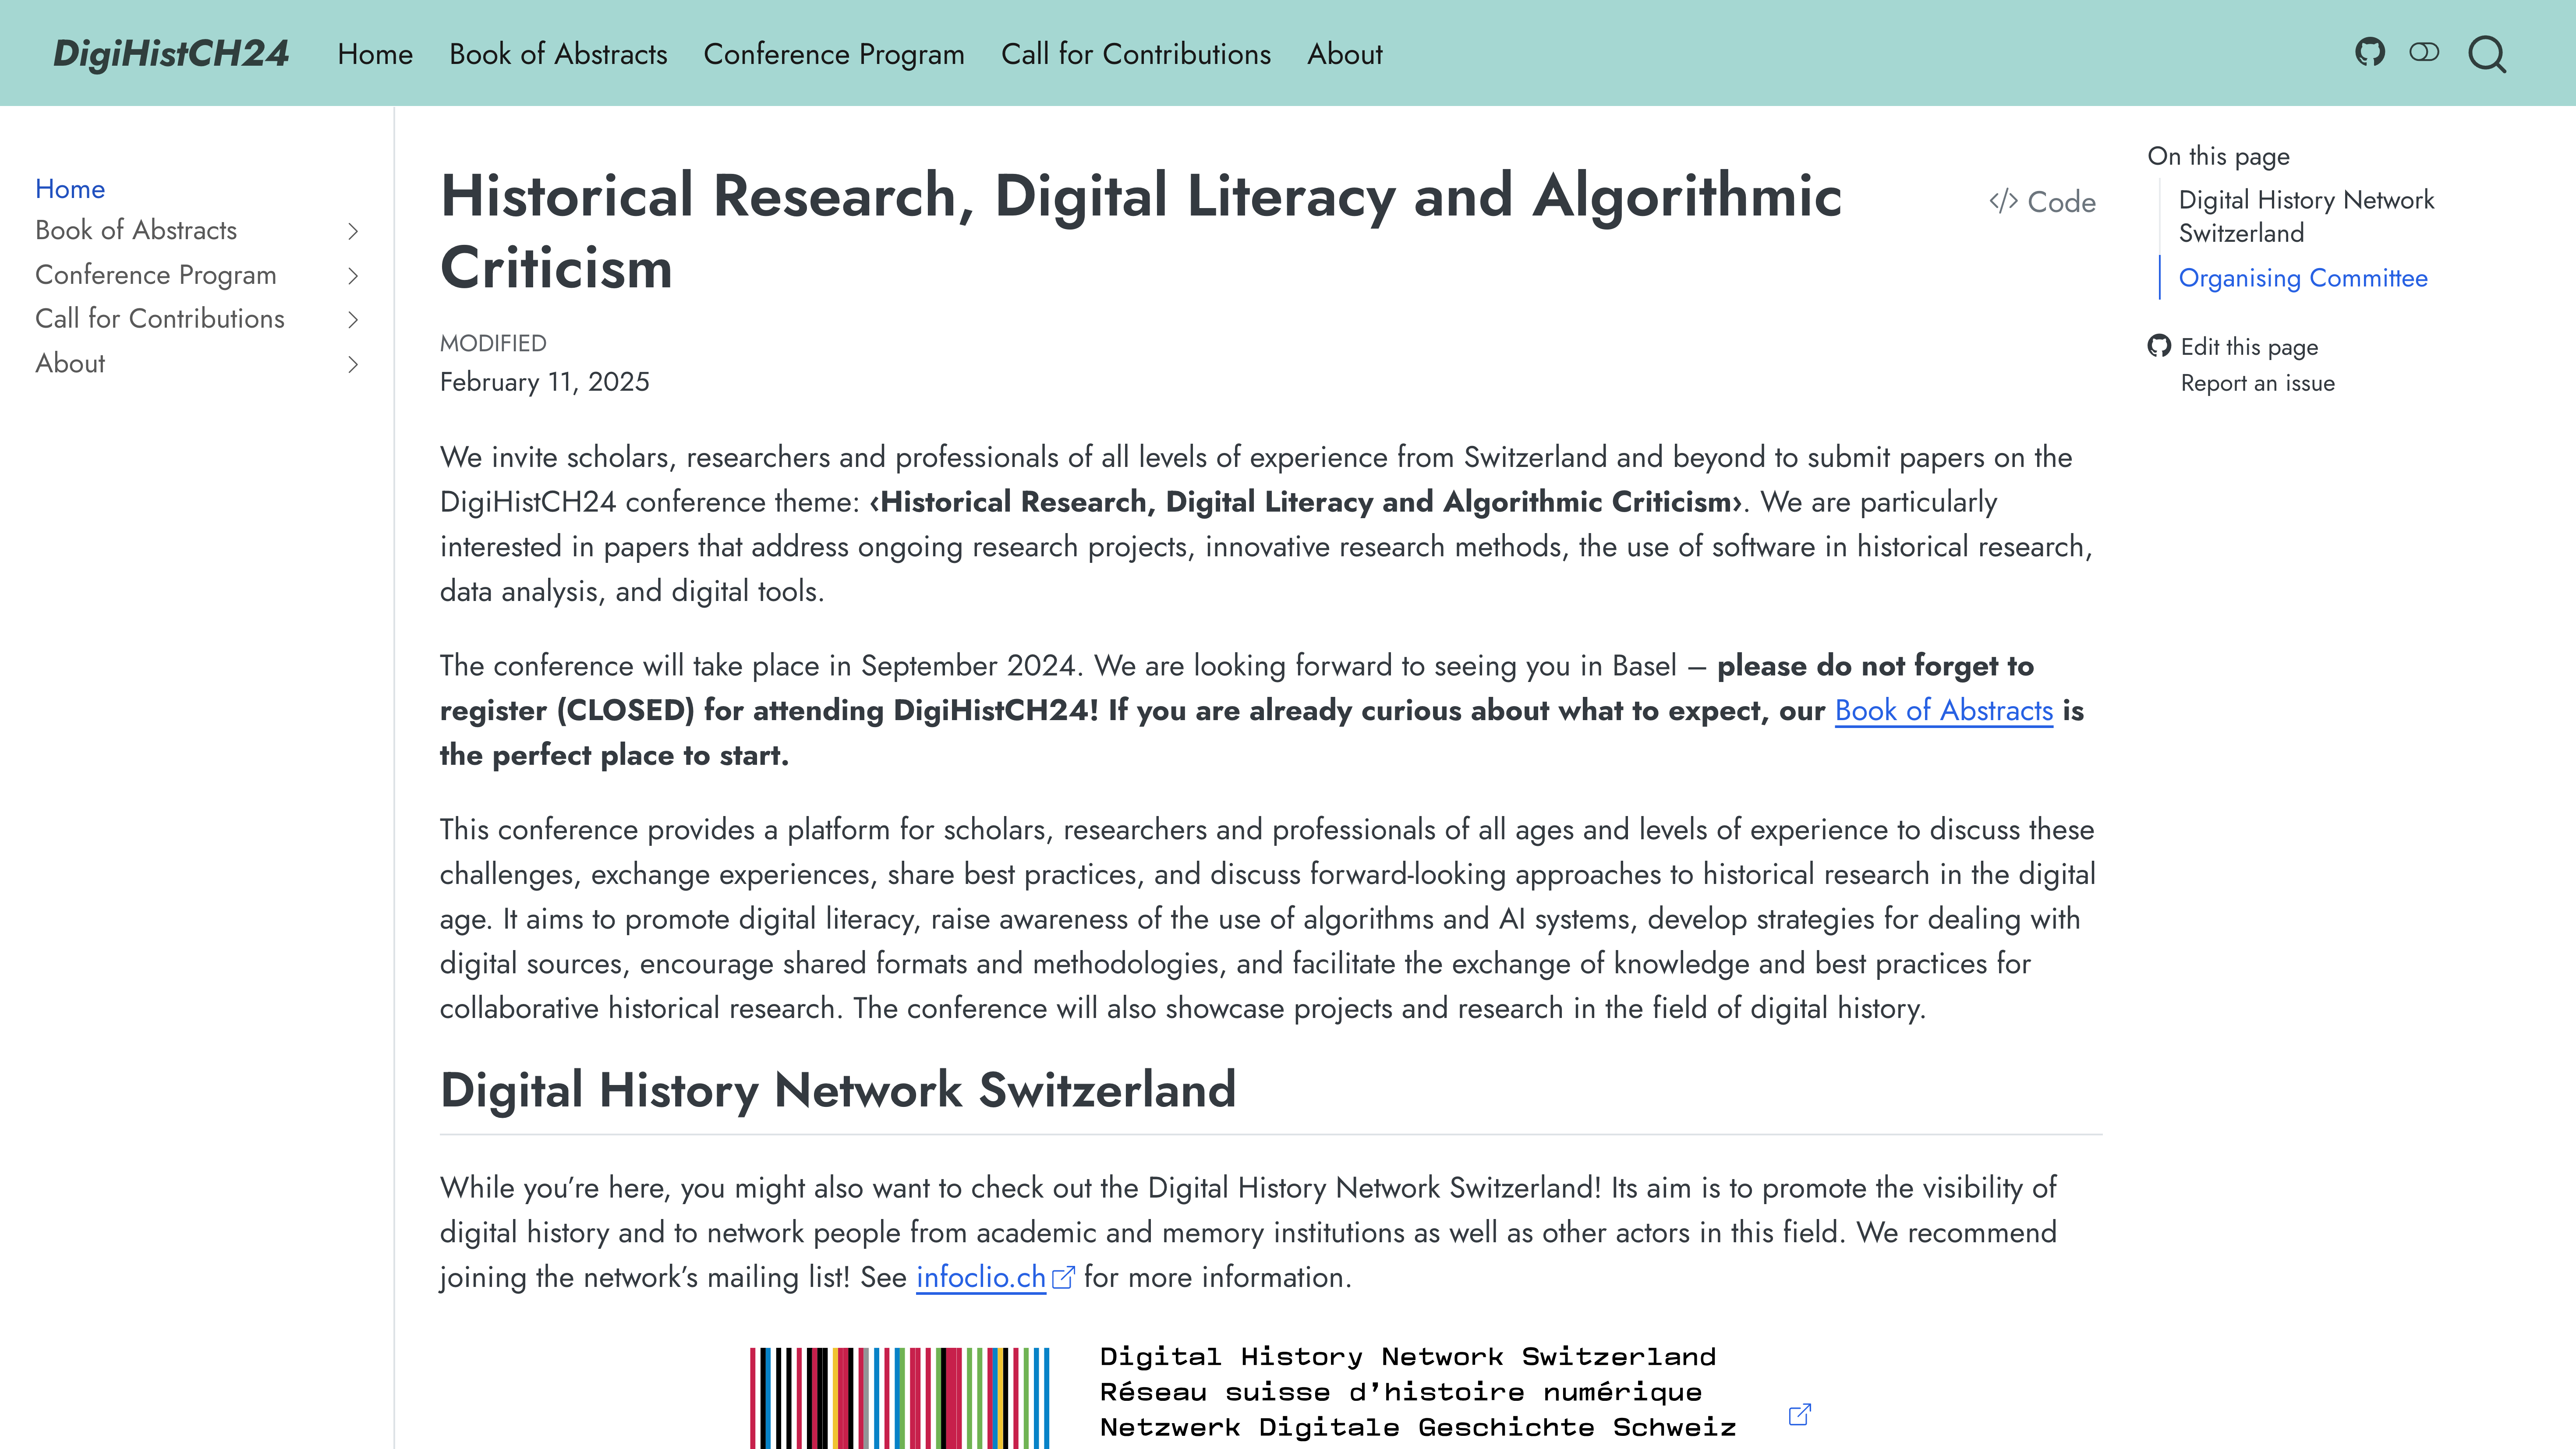 DigiHistCH24 Home Book of Abstracts Conference Program Call for Contributions About
Home
Book of Abstracts
Conference Program
Call for Contributions
About
Historical Research, Digital Literacy and Algorithmic
Criticism
</> Code
MODIFIED
February 11, 2025
We invite scholars, researchers and professionals of all levels of experience from Switzerland and beyond to submit papers on the
DigiHistCH24 conference theme: ‹Historical Research, Digital Literacy and Algorithmic Criticism›. We are particularly
interested in papers that address ongoing research projects, innovative research methods, the use of software in historical research,
data analysis, and digital tools.
The conference will take place in September 2024. We are looking forward to seeing you in Basel – please do not forget to
register (CLOSED) for attending DigiHistCH24! If you are already curious about what to expect, our Book of Abstracts is
the perfect place to start.
This conference provides a platform for scholars, researchers and professionals of all ages and levels of experience to discuss these
challenges, exchange experiences, share best practices, and discuss forward-looking approaches to historical research in the digital
age. It aims to promote digital literacy, raise awareness of the use of algorithms and AI systems, develop strategies for dealing with
digital sources, encourage shared formats and methodologies, and facilitate the exchange of knowledge and best practices for
collaborative historical research. The conference will also showcase projects and research in the field of digital history.
Digital History Network Switzerland
While you’re here, you might also want to check out the Digital History Network Switzerland! Its aim is to promote the visibility of
digital history and to network people from academic and memory institutions as well as other actors in this field. We recommend
joining the network’s mailing list! See infoclio.ch for more information.
Digital History Network Switzerland
Réseau suisse d’histoire numérique
Netzwerk Digitale Geschichte Schweiz
On this page
Digital History Network
Switzerland
Organising Committee
Edit this page
Report an issue